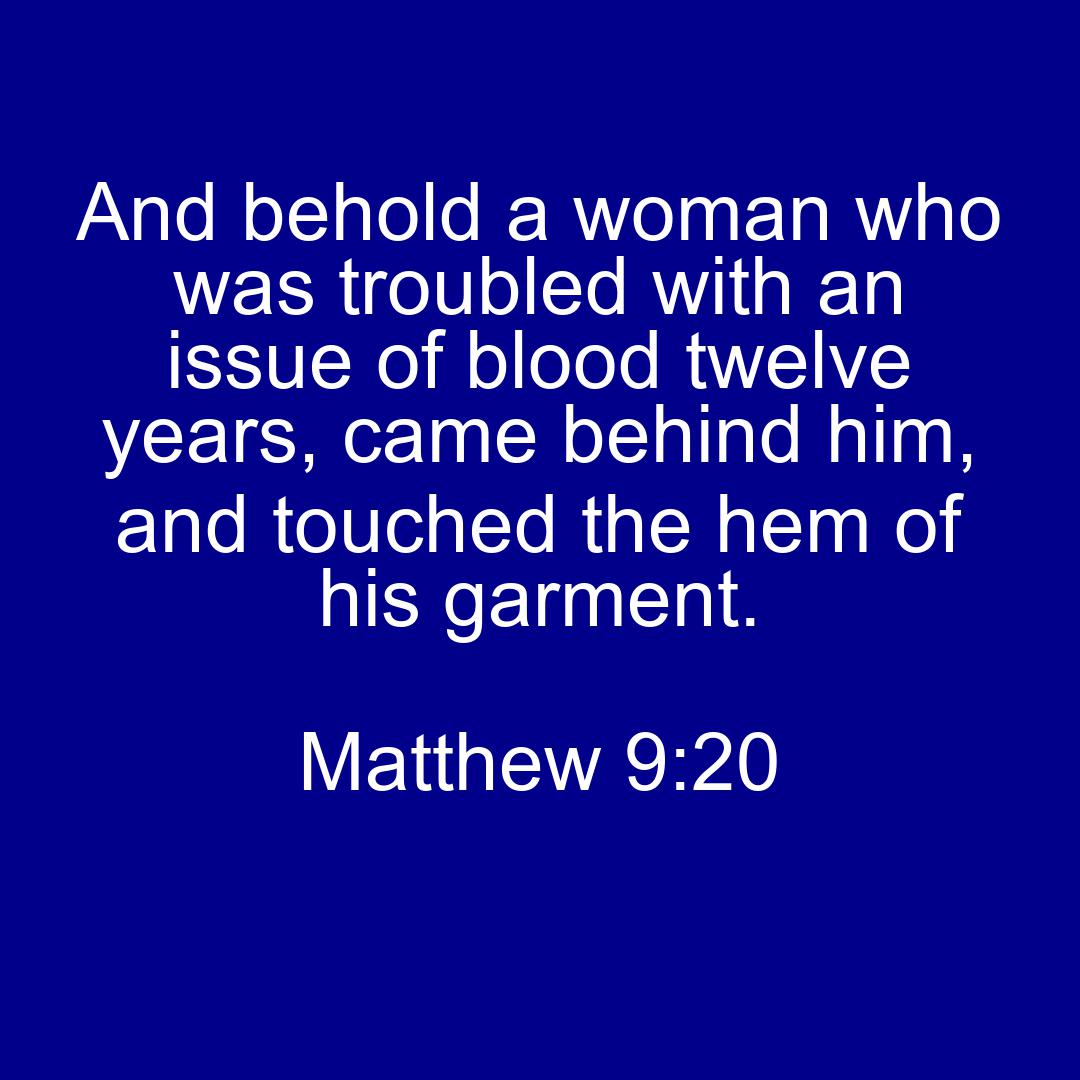 And behold a woman who
was troubled with an
issue of blood twelve
years, came behind him,
and touched the hem of
his garment.
Matthew 9:20